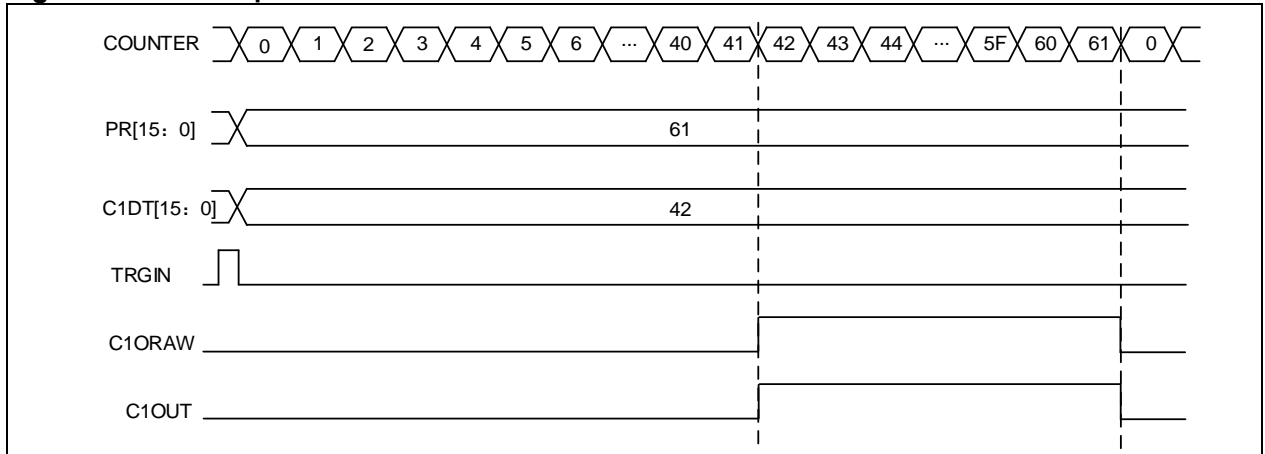 COUNTER 0 1 2 3 4 5 6 ... 40 41 42 43 44 ... 5F 60 61 0
PR[15：0] 61
C1DT[15：0] 42
TRGIN
C1ORAW
C1OUT